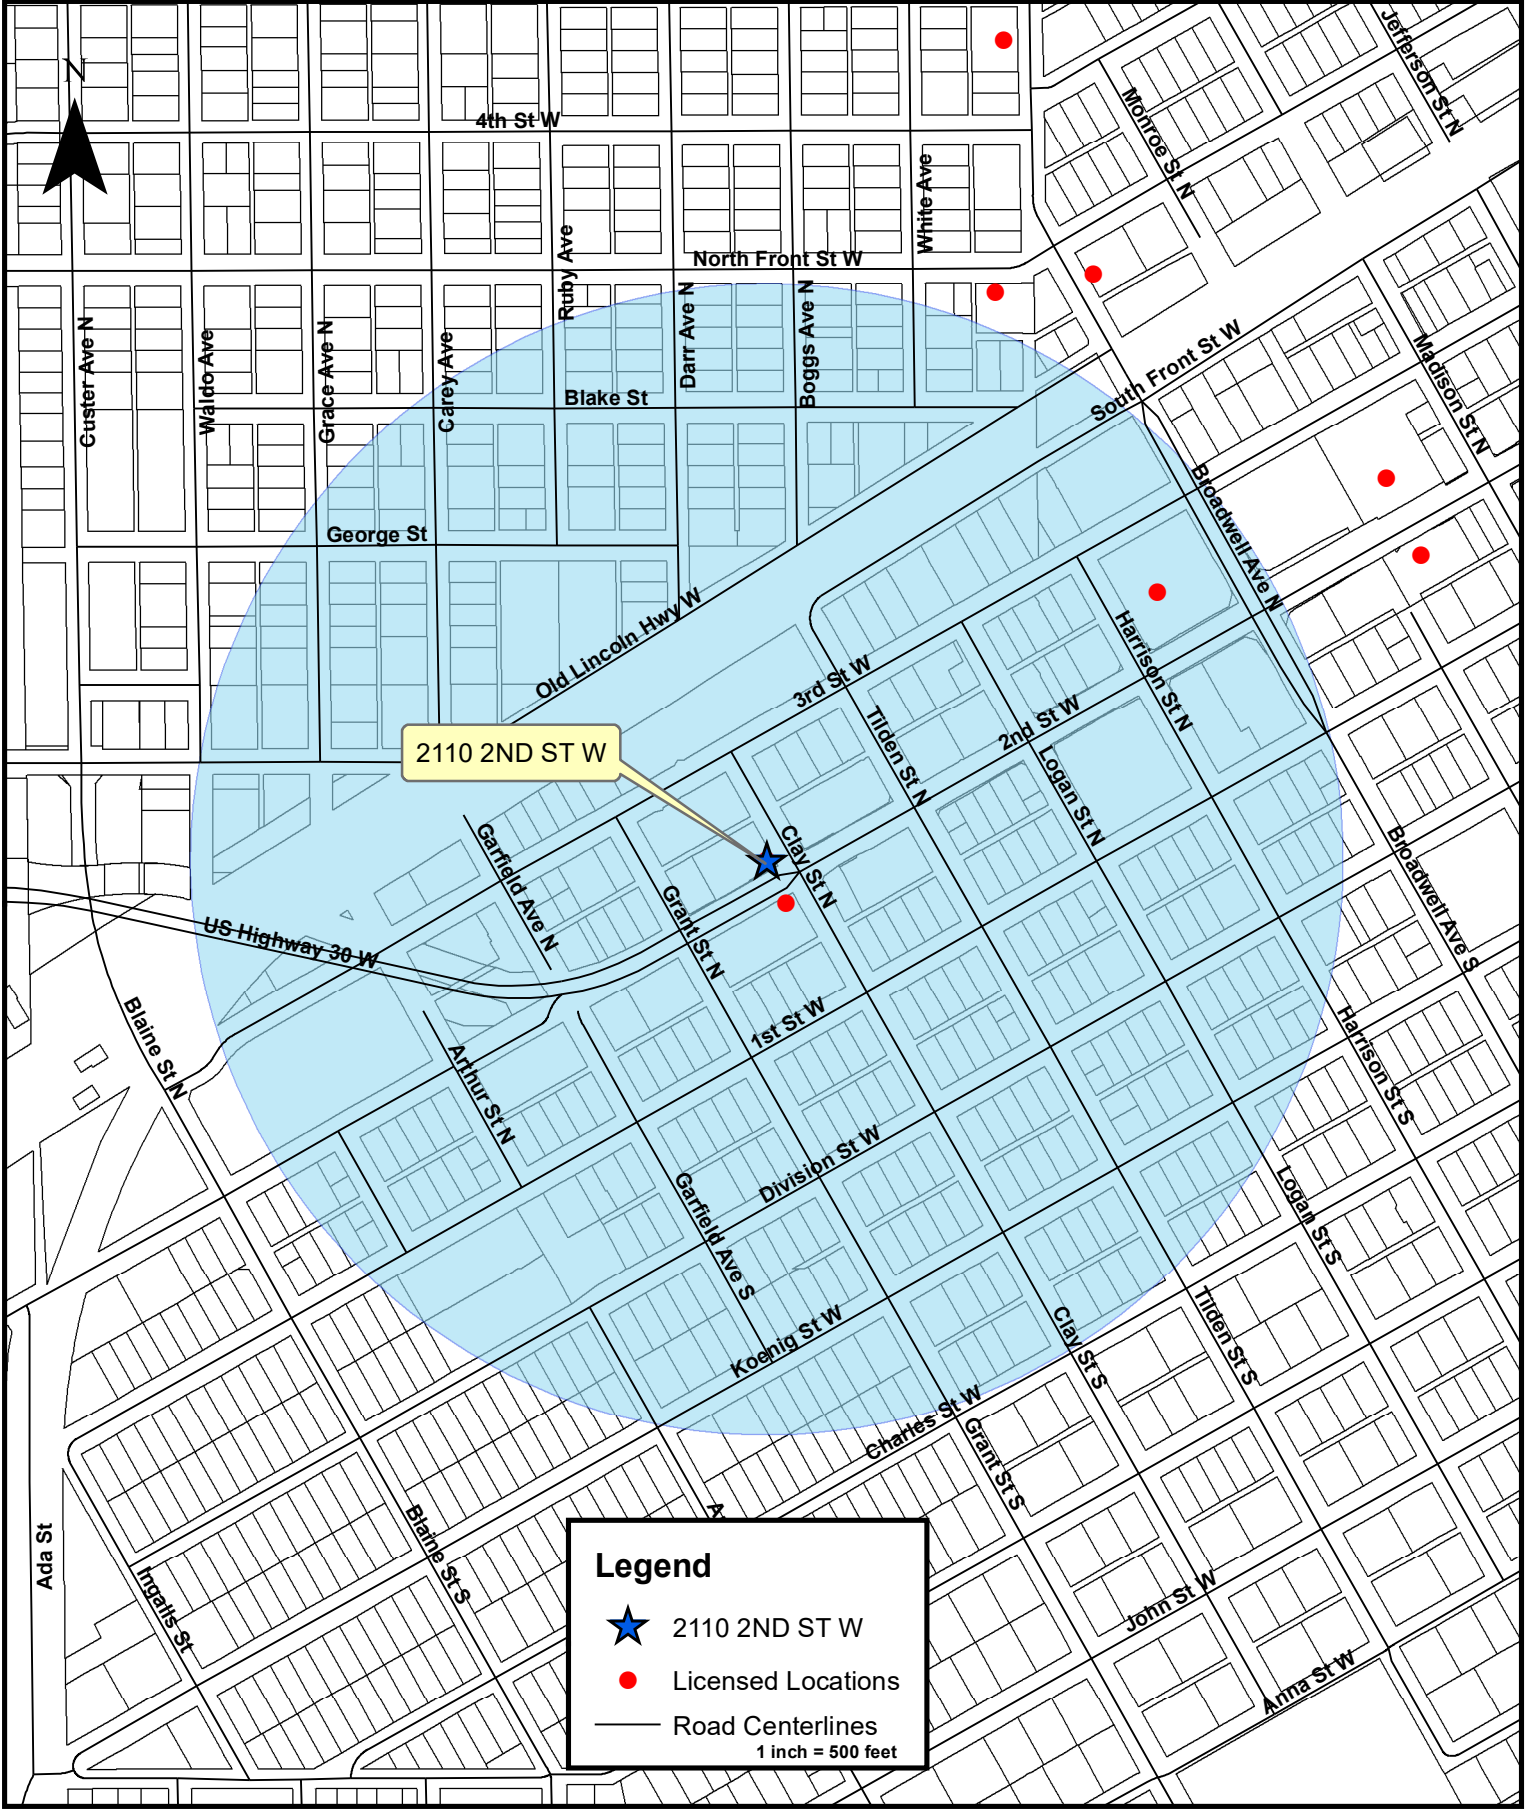 Jefferson St N
N
Monroe St N
4th St W
White Ave
Ruby Ave
North Front St W
Darr Ave N
Boggs Ave N
Custer Ave N
Waldo Ave
Grace Ave N
Carey Ave
South Front St W
Madison St N
Blake St
Broadwell Ave N
George St
Old Lincoln Hwy W
Harrison St N
3rd St W
2nd St W
Tilden St N
2110 2ND ST W
Logan St N
Clay St N
Garfield Ave N
Grant St N
Broadwell Ave S
US Highway 30 W
Blaine St N
1st St W
Arthur St N
Harrison St S
Division St W
Garfield Ave S
Logan St S
Koenig St W
Clay St S
Tilden St S
Charles St W
Grant St S
Blaine St S
Ada St
Ingalls St
John St W
Anna St W
Legend
2110 2ND ST W
Licensed Locations
Road Centerlines
1 inch = 500 feet